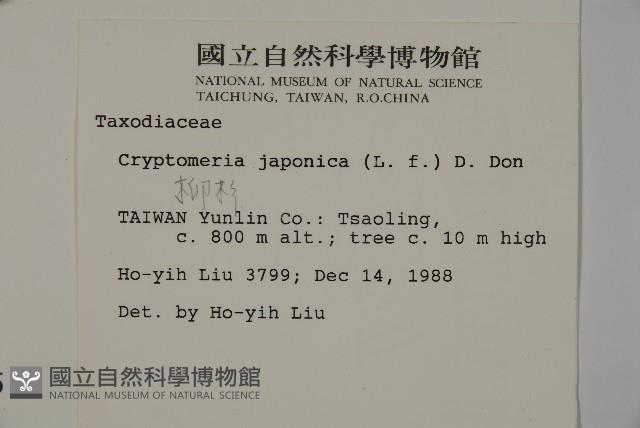 國立自然科學博物館
NATIONAL MUSEUM OF NATURAL SCIENCE
TAICHUNG, TAIWAN, R.O.CHINA
Taxodiaceae
Cryptomeria japonica (L. f.) D. Don
柳杉
TAIWAN Yunlin Co.: Tsaoling,
c. 800 m alt.; tree c. 10 m high
Ho-yih Liu 3799; Dec 14, 1988
Det. by Ho-yih Liu
國立自然科學博物館
NATIONAL MUSEUM OF NATURAL SCIENCE